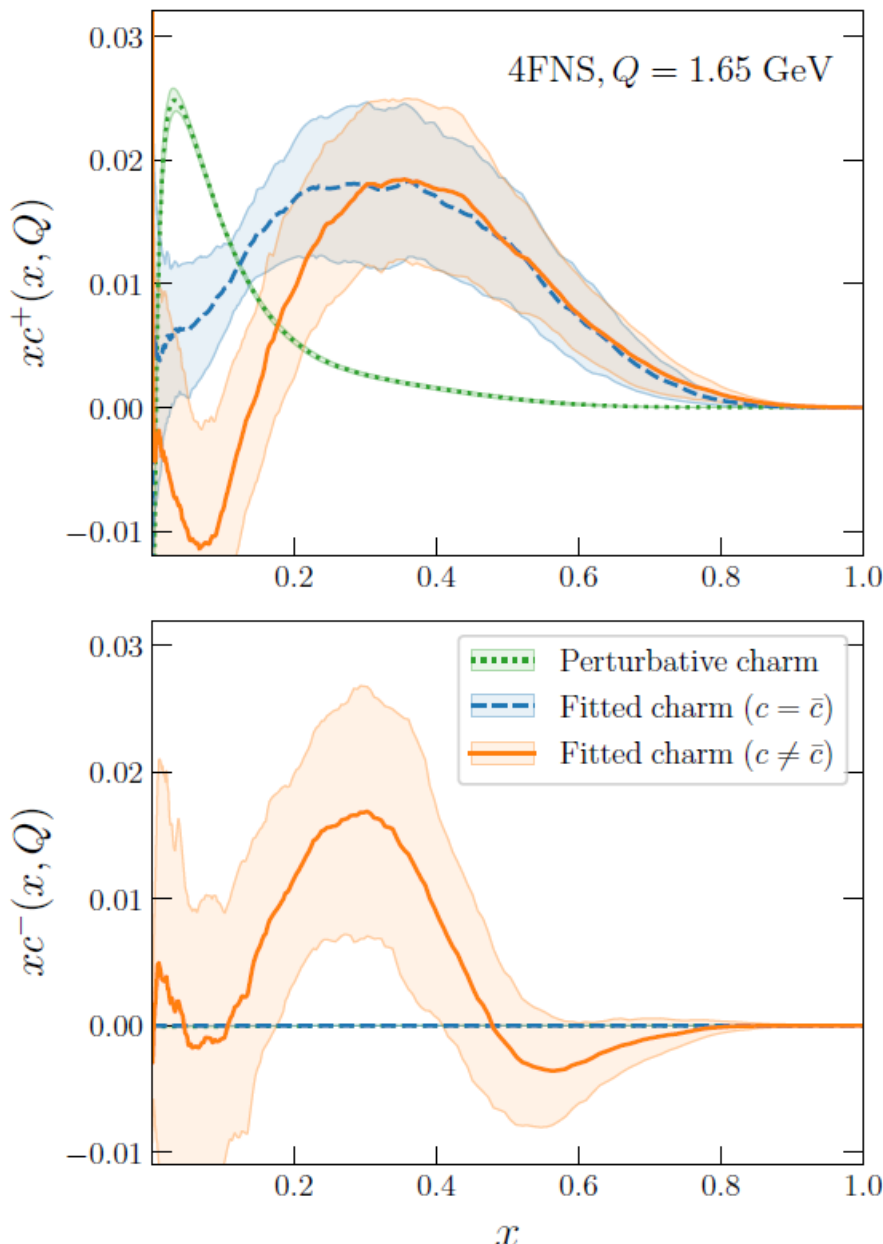 0.03
4FNS, Q = 1.65 GeV
0.02
0.01
0.00
−0.01
xc⁺(x, Q)
0.2 0.4 0.6 0.8 1.0
0.03
Perturbative charm
Fitted charm (c = c̄)
Fitted charm (c ≠ c̄)
0.02
0.01
0.00
−0.01
xc⁻(x, Q)
0.2 0.4 0.6 0.8 1.0
x